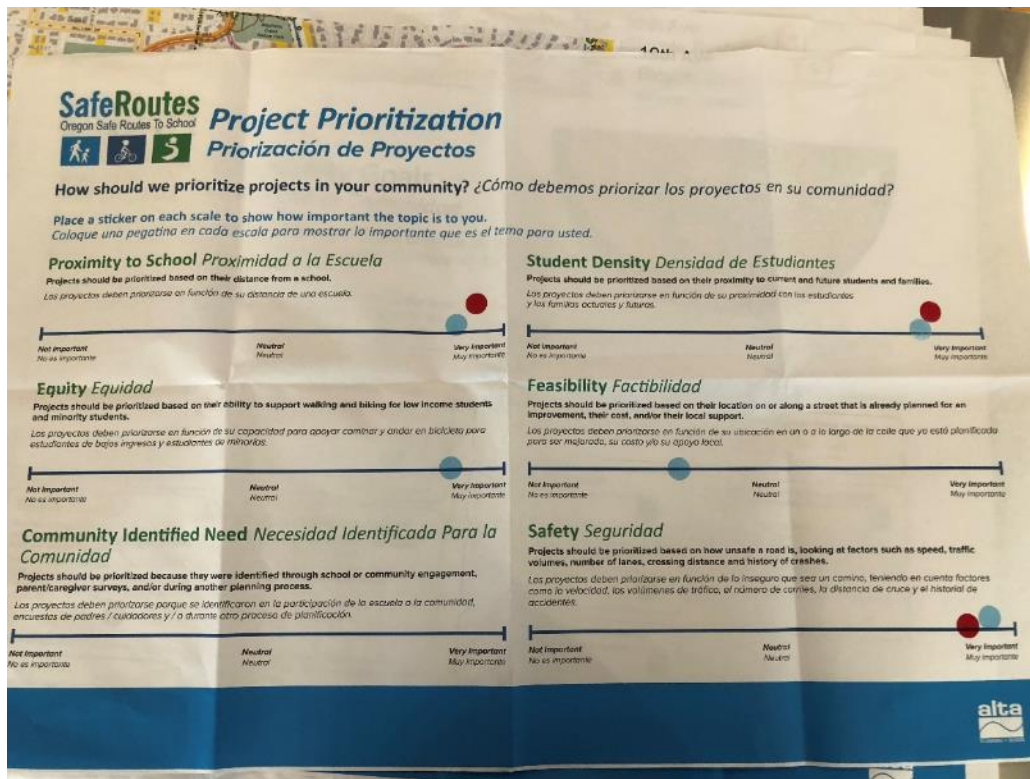 10th A
SafeRoutes
Oregon Safe Routes To School
Project Prioritization
Priorización de Proyectos
How should we prioritize projects in your community? ¿Cómo debemos priorizar los proyectos en su comunidad?
Place a sticker on each scale to show how important the topic is to you.
Coloque una pegatina en cada escala para mostrar lo importante que es el tema para usted.
Proximity to School Proximidad a la Escuela
Projects should be prioritized based on their distance from a school.
Los proyectos deben priorizarse en función de su distancia de una escuela.
Not Important Neutral Very Important
No es importante Neutral Muy importante
Student Density Densidad de Estudiantes
Projects should be prioritized based on their proximity to current and future students and families.
Los proyectos deben priorizarse en función de su proximidad con los estudiantes
y las familias actuales y futuras.
Not Important Neutral Very Important
No es importante Neutral Muy importante
Equity Equidad
Projects should be prioritized based on their ability to support walking and biking for low income students
and minority students.
Los proyectos deben priorizarse en función de su capacidad para apoyar caminar y andar en bicicleta para
estudiantes de bajos ingresos y estudiantes de minorías.
Not Important Neutral Very Important
No es importante Neutral Muy importante
Feasibility Factibilidad
Projects should be prioritized based on their location on or along a street that is already planned for an
improvement, their cost, and/or their local support.
Los proyectos deben priorizarse en función de su ubicación en un o a lo largo de la calle que ya está planificada
para ser mejorada, su costo y/o su apoyo local.
Not Important Neutral Very Important
No es importante Neutral Muy importante
Community Identified Need Necesidad Identificada Para la
Comunidad
Projects should be prioritized because they were identified through school or community engagement,
parent/caregiver surveys, and/or during another planning process.
Los proyectos deben priorizarse porque se identificaron en la participación de la escuela o la comunidad,
encuestas de padres / cuidadores y / o durante otro proceso de planificación.
Not Important Neutral Very Important
No es importante Neutral Muy importante
Safety Seguridad
Projects should be prioritized based on how unsafe a road is, looking at factors such as speed, traffic
volumes, number of lanes, crossing distance and history of crashes.
Los proyectos deben priorizarse en función de lo inseguro que sea un camino, teniendo en cuenta factores
como la velocidad, los volúmenes de tráfico, el número de carriles, la distancia de cruce y el historial de
accidentes.
Not Important Neutral Very Important
No es importante Neutral Muy importante
alta